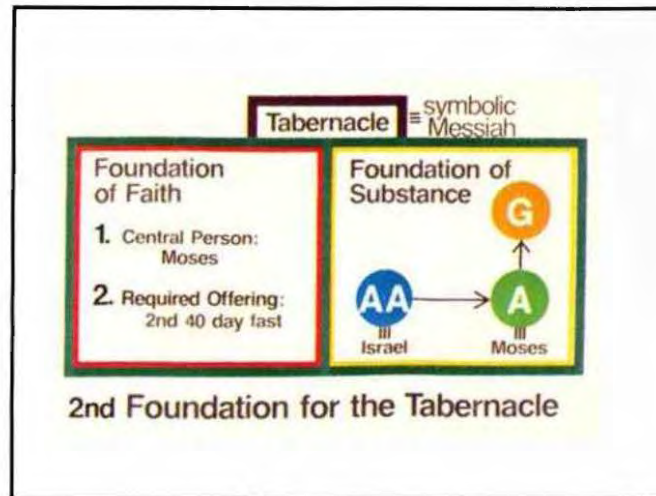 Tabernacle
≡ symbolic
Messiah
Foundation
of Faith
1. Central Person:
Moses
2. Required Offering:
2nd 40 day fast
Foundation of
Substance
G
AA
A
Israel
Moses
2nd Foundation for the Tabernacle